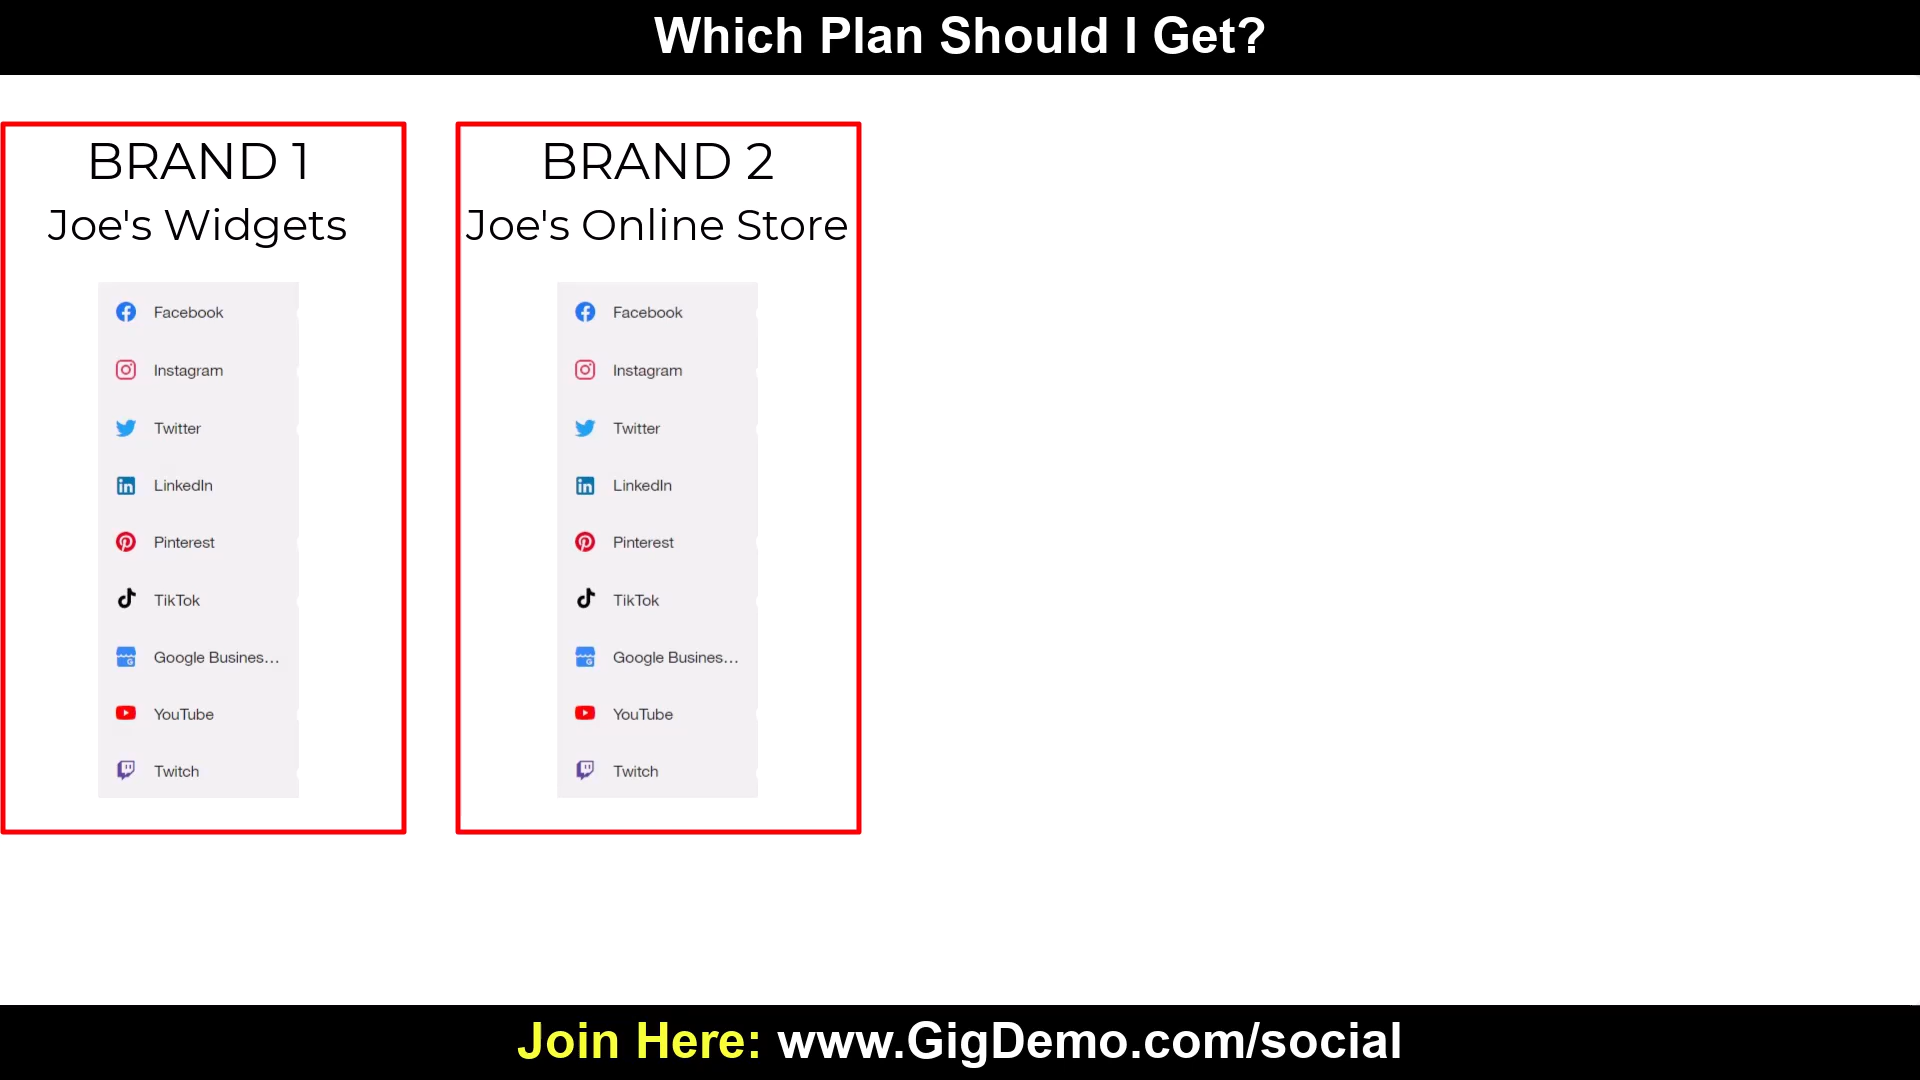 Which Plan Should I Get?
BRAND 1
Joe's Widgets
Facebook
Instagram
Twitter
LinkedIn
Pinterest
TikTok
Google Busines...
YouTube
Twitch
BRAND 2
Joe's Online Store
Facebook
Instagram
Twitter
LinkedIn
Pinterest
TikTok
Google Busines...
YouTube
Twitch
Join Here: www.GigDemo.com/social